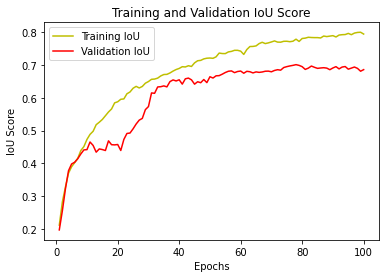 Training and Validation IoU Score
Training IoU
Validation IoU
0.8
0.7
0.6
0.5
0.4
0.3
0.2
IoU Score
0
20
40
60
80
100
Epochs